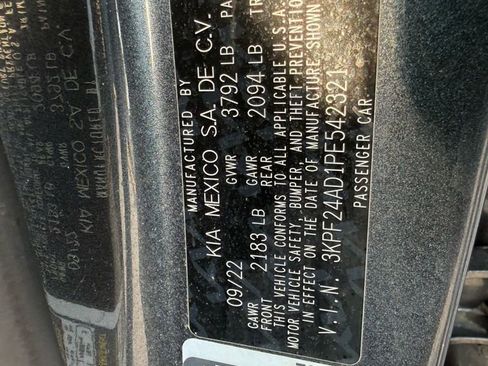 MANUFACTURED BY
KIA MEXICO S.A. DE C.V.
09/22 GVWR 3792 LB
GAWR FRONT 2183 LB GAWR REAR 2094 LB
THIS VEHICLE CONFORMS TO ALL APPLICABLE U.S.A.
MOTOR VEHICLE SAFETY, BUMPER, AND THEFT PREVENTION
IN EFFECT ON THE DATE OF MANUFACTURE
V.I.N. 3KPF24AD1PE542321
PASSENGER CAR